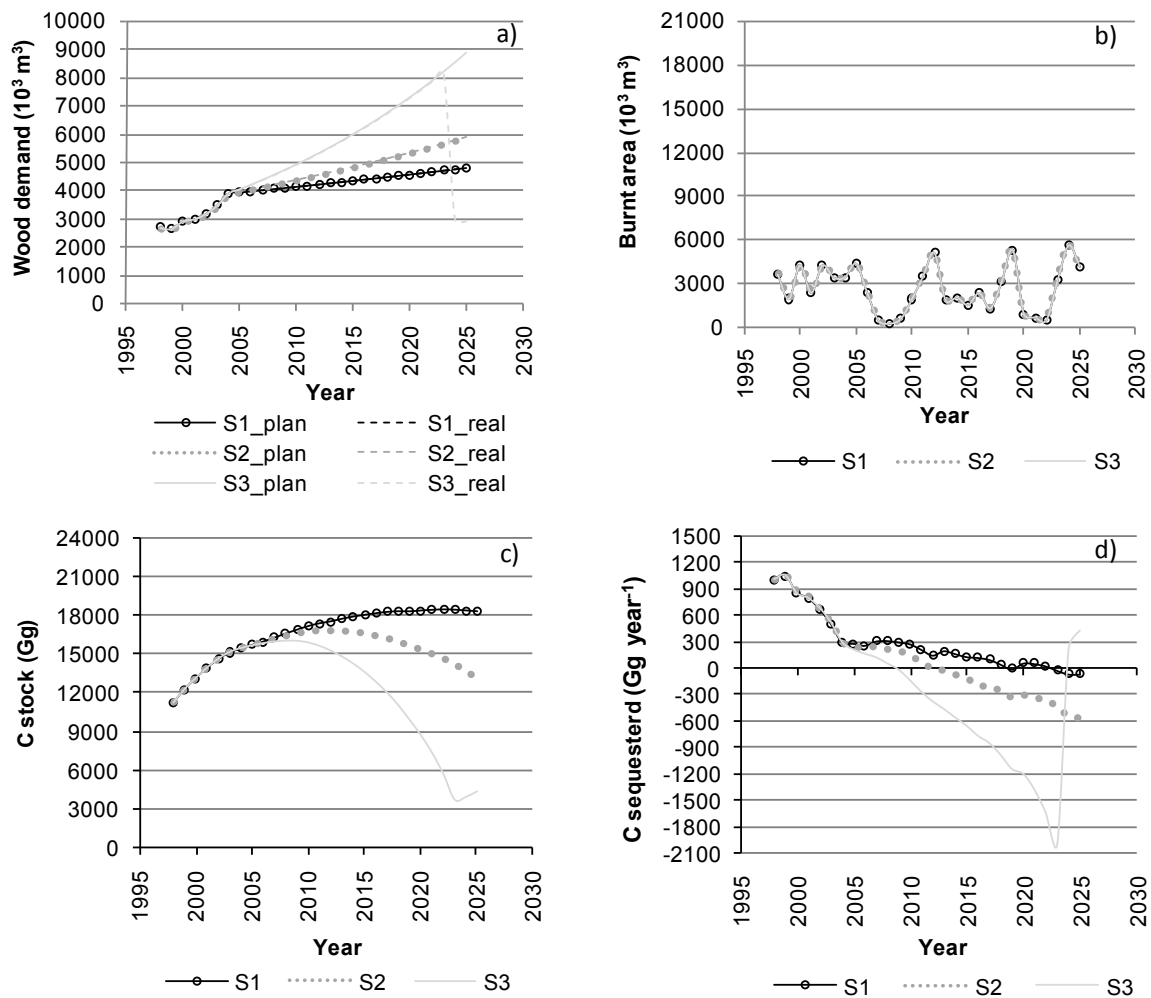 a)
Wood demand (10³ m³)
10000
9000
8000
7000
6000
5000
4000
3000
2000
1000
0
1995
2000
2005
2010
2015
2020
2025
2030
Year
S1_plan
S1_real
S2_plan
S2_real
S3_plan
S3_real
b)
Burnt area (10³ m³)
21000
18000
15000
12000
9000
6000
3000
0
1995
2000
2005
2010
2015
2020
2025
2030
Year
S1
S2
S3
c)
C stock (Gg)
24000
21000
18000
15000
12000
9000
6000
3000
0
1995
2000
2005
2010
2015
2020
2025
2030
Year
S1
S2
S3
d)
C sequesterd (Gg year⁻¹)
1500
1200
900
600
300
0
-300
-600
-900
-1200
-1500
-1800
-2100
1995
2000
2005
2010
2015
2020
2025
2030
Year
S1
S2
S3